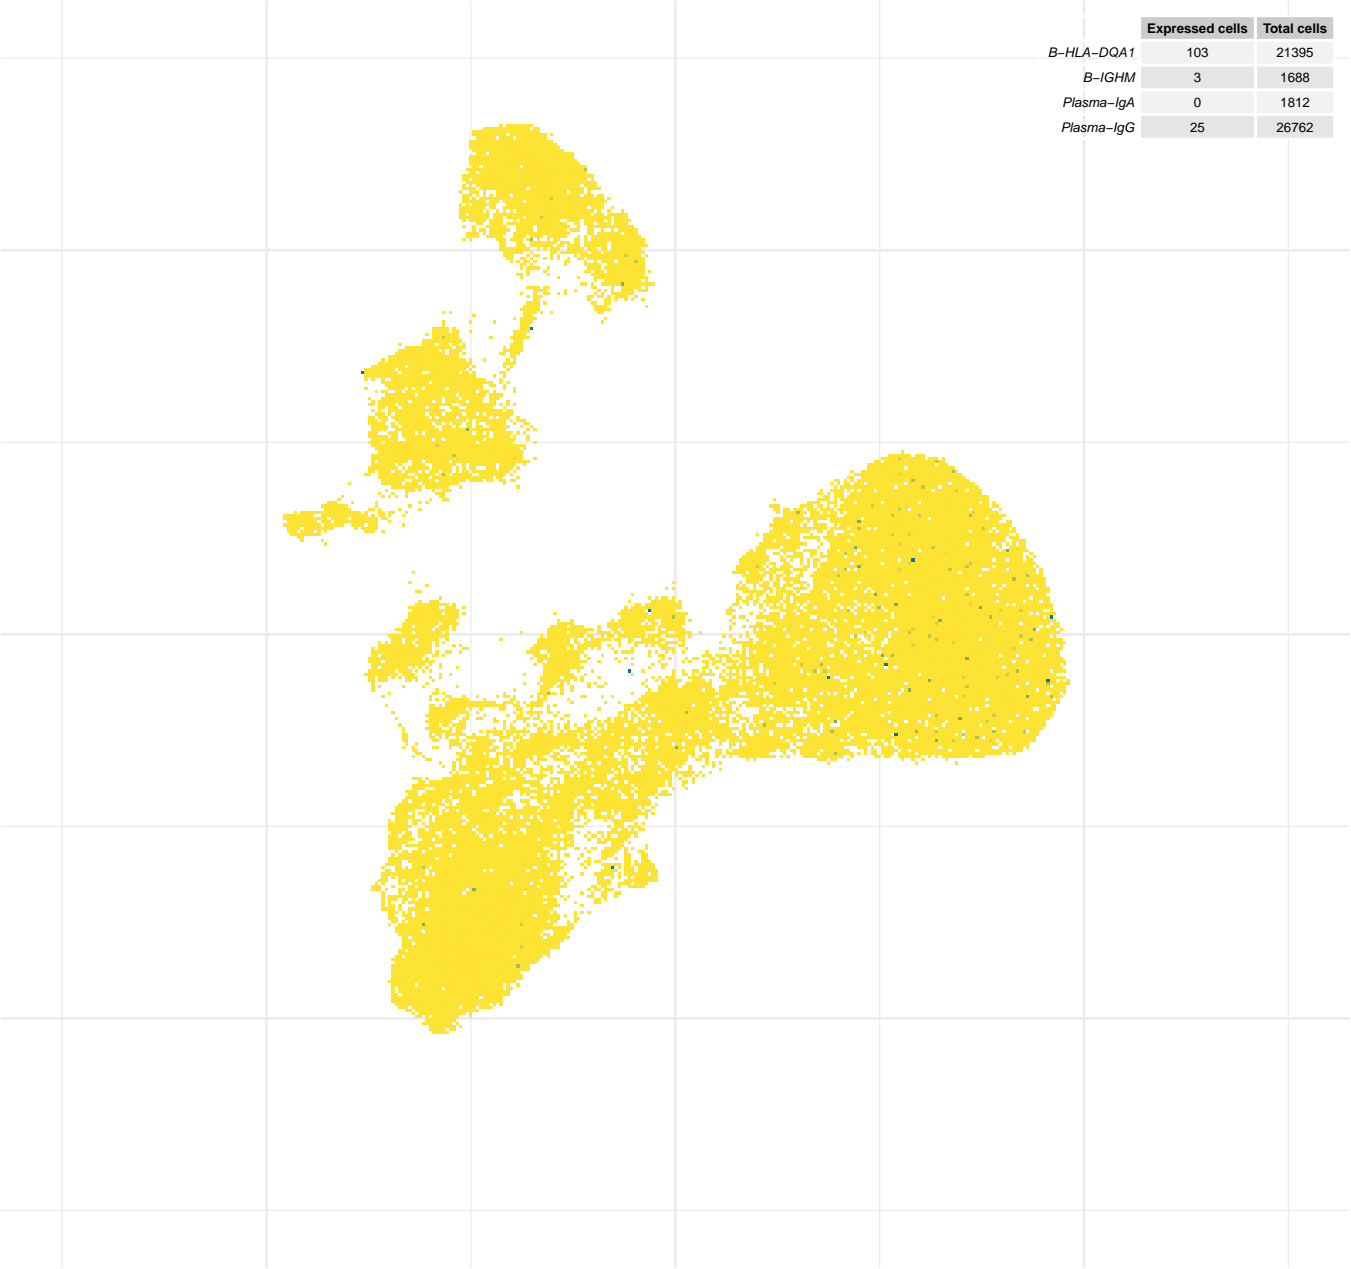 Expressed cells Total cells
B−HLA−DQA1 103 21395
B−IGHM 3 1688
Plasma−IgA 0 1812
Plasma−IgG 25 26762